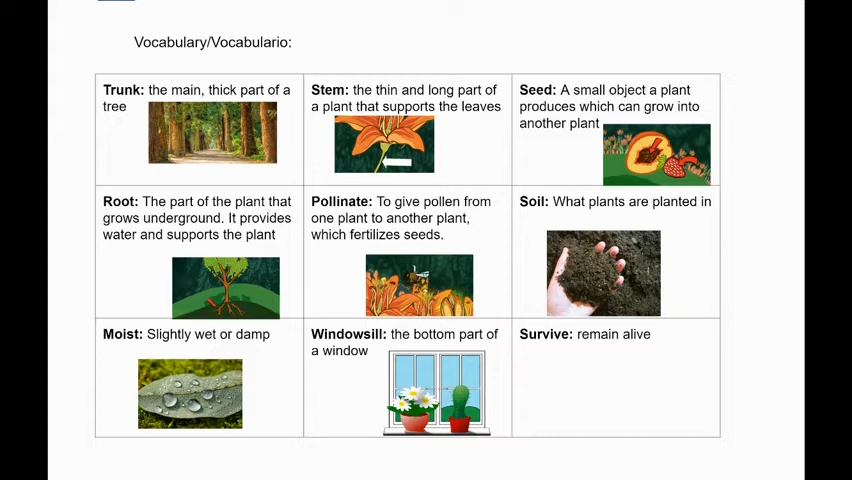 Vocabulary/Vocabulario:
Trunk: the main, thick part of a
tree
Stem: the thin and long part of
a plant that supports the leaves
Seed: A small object a plant
produces which can grow into
another plant
Root: The part of the plant that
grows underground. It provides
water and supports the plant
Pollinate: To give pollen from
one plant to another plant,
which fertilizes seeds.
Soil: What plants are planted in
Moist: Slightly wet or damp
Windowsill: the bottom part of
a window
Survive: remain alive